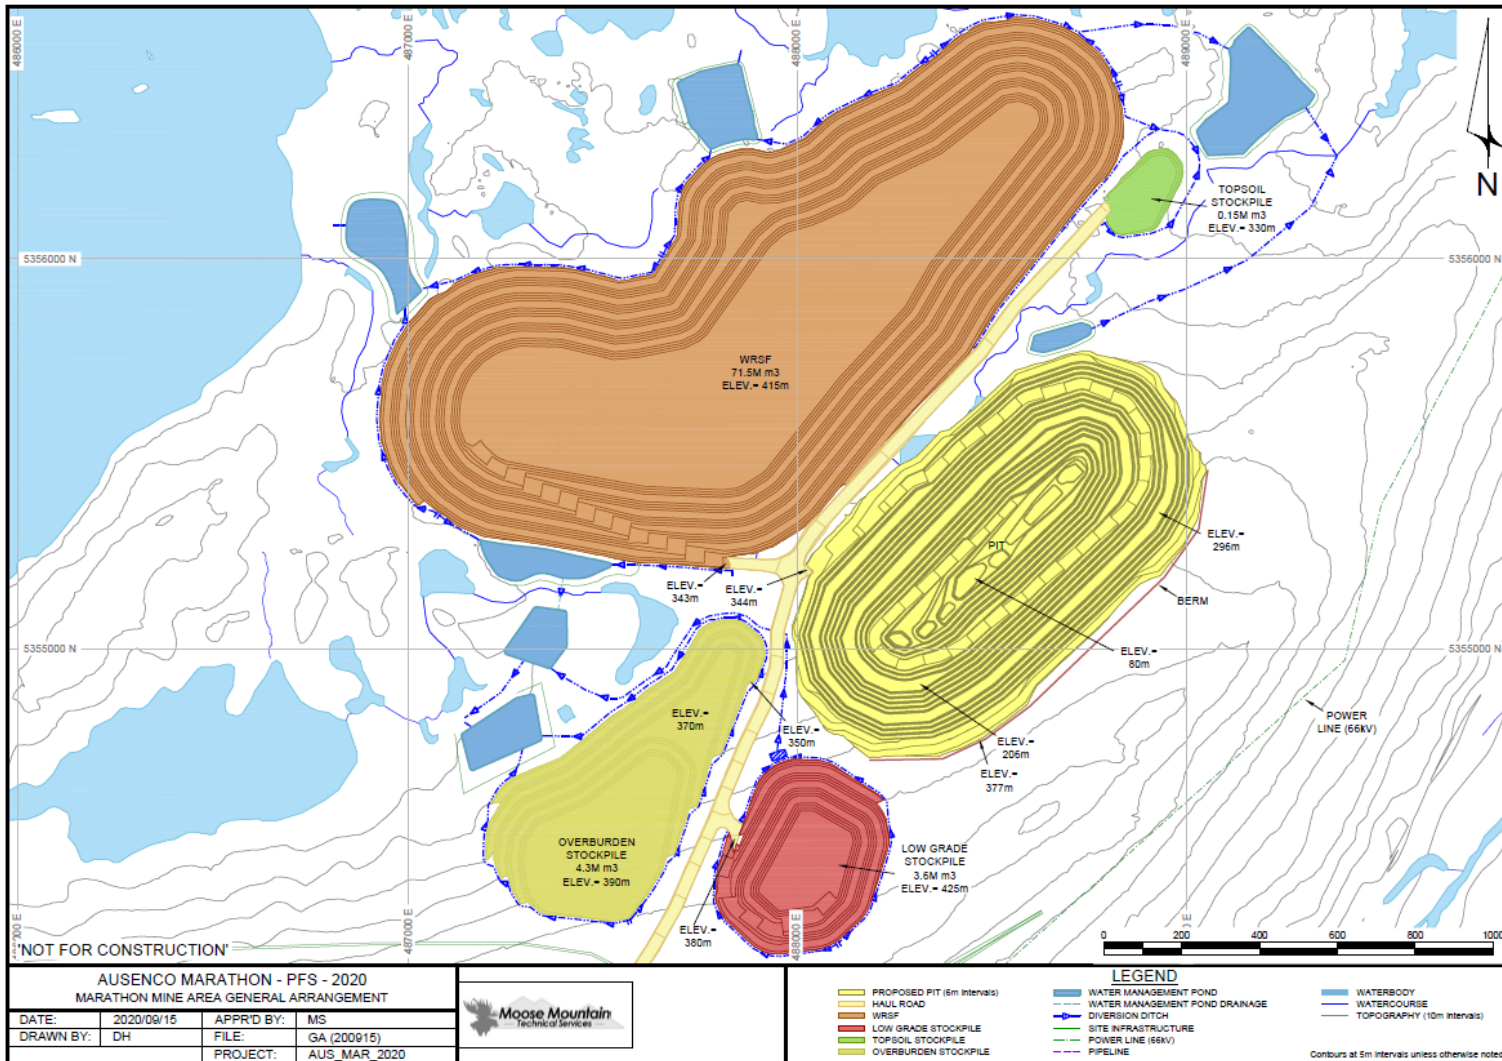 486000 E
487000 E
488000 E
489000 E
N
TOPSOIL
STOCKPILE
0.15M m3
ELEV.= 330m
5356000 N
5356000 N
WRSF
71.5M m3
ELEV.= 415m
PIT
ELEV.=
296m
ELEV.=
343m
ELEV.=
344m
BERM
5355000 N
5355000 N
ELEV.=
80m
ELEV.=
370m
ELEV.=
350m
POWER
LINE (66kV)
ELEV.=
206m
ELEV.=
377m
OVERBURDEN
STOCKPILE
4.3M m3
ELEV.= 390m
LOW GRADE
STOCKPILE
3.6M m3
ELEV.= 425m
ELEV.=
380m
487000 E
488000 E
0 200 400 600 800 1000
"NOT FOR CONSTRUCTION"
AUSENCO MARATHON - PFS - 2020
MARATHON MINE AREA GENERAL ARRANGEMENT
DATE: 2020/09/15 APPR'D BY: MS
DRAWN BY: DH FILE: GA (200915)
PROJECT: AUS_MAR_2020
Moose Mountain
Technical Services
LEGEND
PROPOSED PIT (6m Intervals)
HAUL ROAD
WRSF
LOW GRADE STOCKPILE
TOPSOIL STOCKPILE
OVERBURDEN STOCKPILE
WATER MANAGEMENT POND
WATER MANAGEMENT POND DRAINAGE
DIVERSION DITCH
SITE INFRASTRUCTURE
POWER LINE (66kV)
PIPELINE
WATERBODY
WATERCOURSE
TOPOGRAPHY (10m Intervals)
Contours at 5m Intervals unless otherwise noted